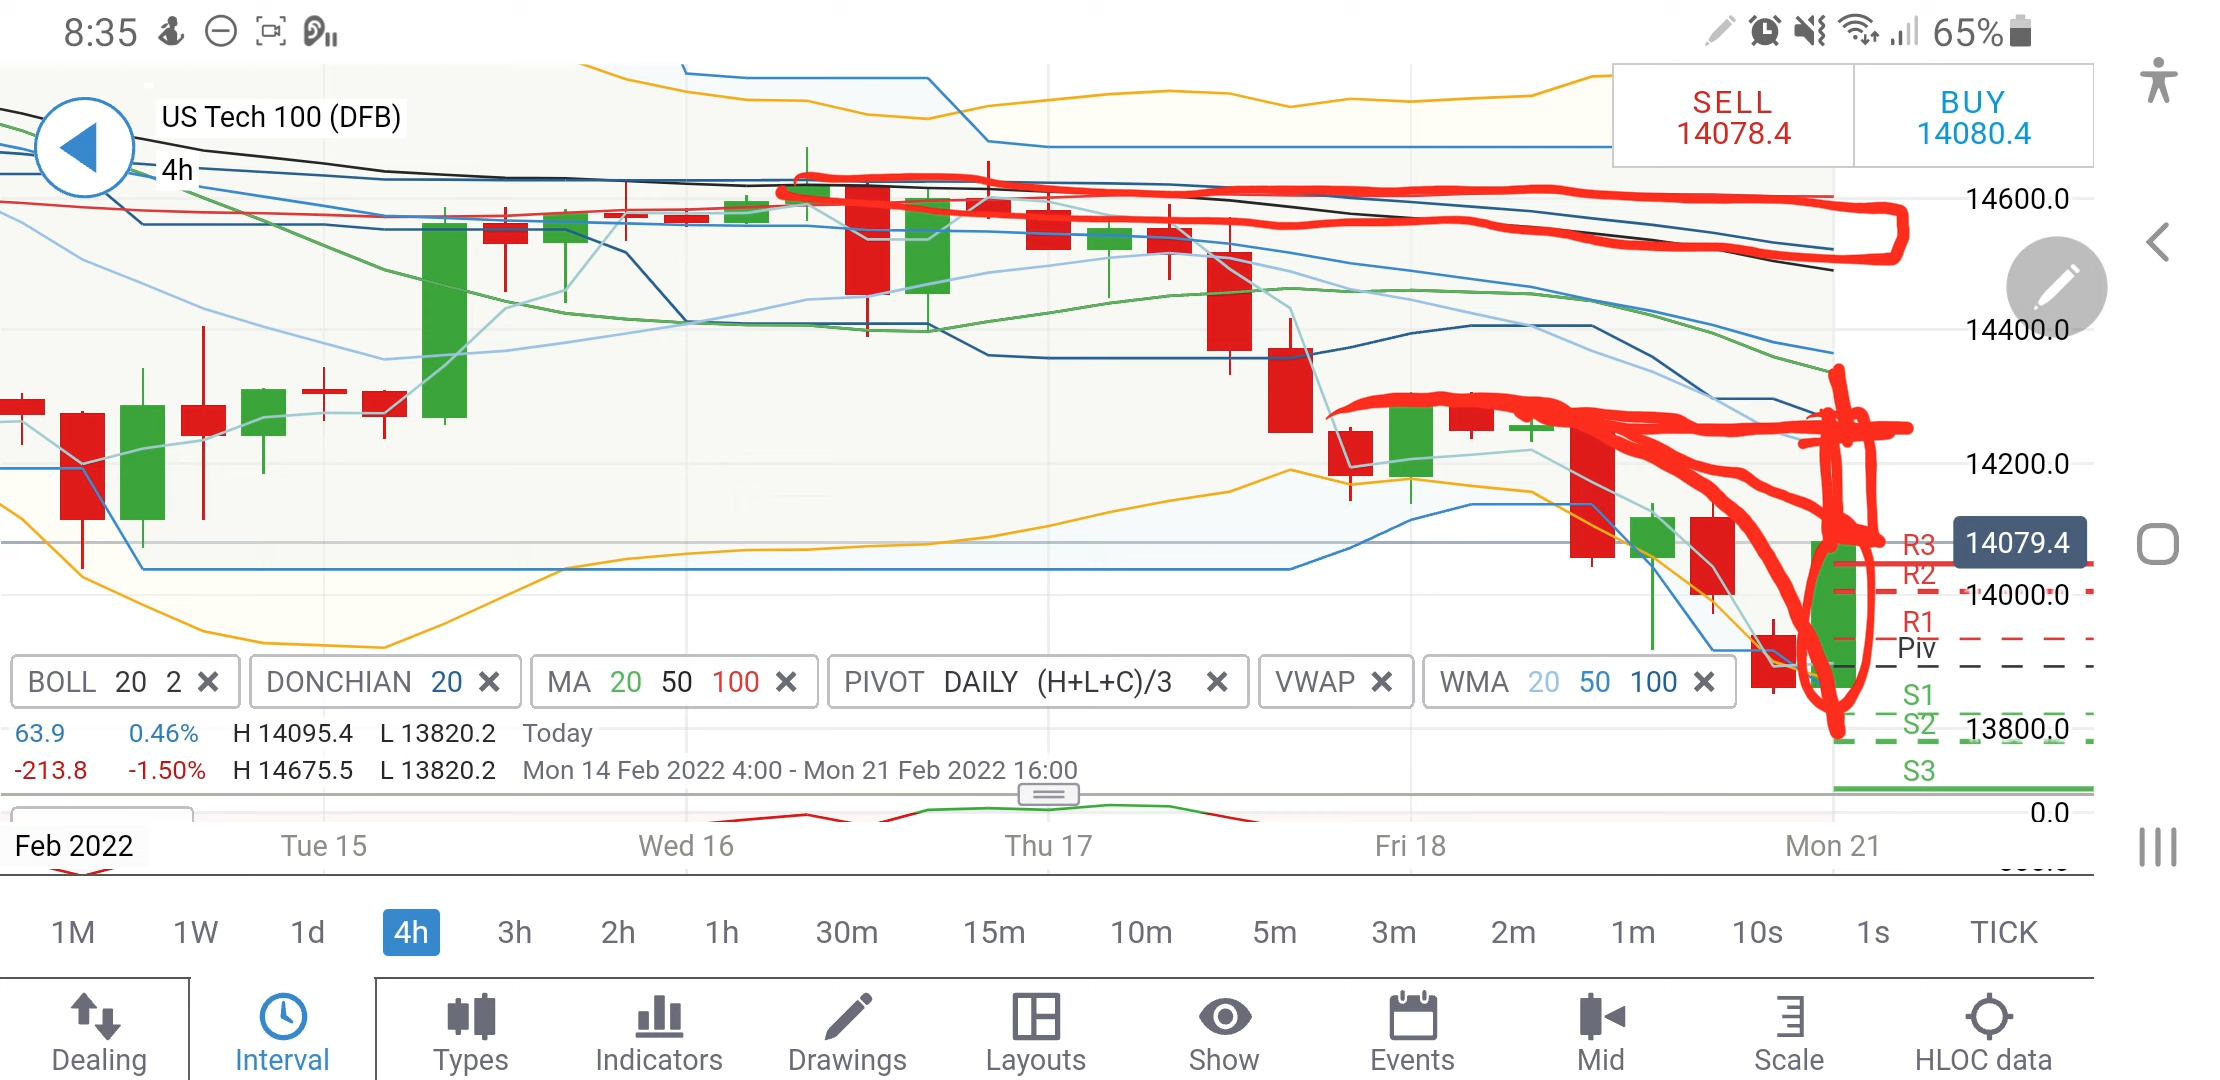 8:35
65%
US Tech 100 (DFB)
4h
SELL
14078.4
BUY
14080.4
14600.0
14400.0
14200.0
R3
14079.4
R2
14000.0
R1
Piv
S1
S2
13800.0
S3
BOLL 20 2
DONCHIAN 20
MA 20 50 100
PIVOT DAILY (H+L+C)/3
VWAP
WMA 20 50 100
63.9 0.46% H 14095.4 L 13820.2 Today
-213.8 -1.50% H 14675.5 L 13820.2 Mon 14 Feb 2022 4:00 - Mon 21 Feb 2022 16:00
0.0
Feb 2022 Tue 15 Wed 16 Thu 17 Fri 18 Mon 21
1M 1W 1d 4h 3h 2h 1h 30m 15m 10m 5m 3m 2m 1m 10s 1s TICK
Dealing Interval Types Indicators Drawings Layouts Show Events Mid Scale HLOC data